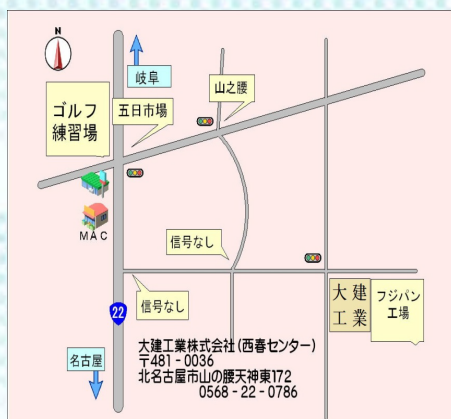 N
岐阜
山之腰
ゴルフ
練習場
五日市場
MAC
信号なし
信号なし
22
大建
工業
フジパン
工場
名古屋
大建工業株式会社(西春センター)
〒481-0036
北名古屋市山の腰天神東172
0568-22-0786